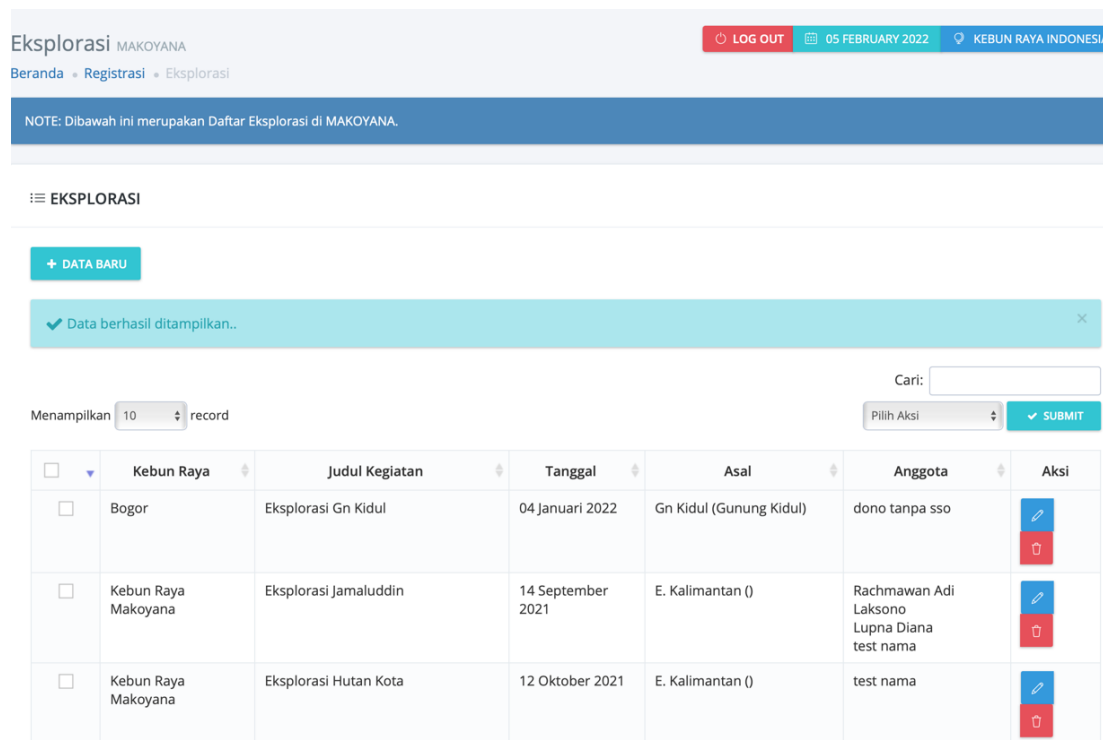 Eksplorasi MAKOYANA
LOG OUT 05 FEBRUARY 2022 KEBUN RAYA INDONESIA
Beranda Registrasi Eksplorasi
NOTE: Dibawah ini merupakan Daftar Eksplorasi di MAKOYANA.
EKSPLORASI
+ DATA BARU
Data berhasil ditampilkan..
×
Cari:
Menampilkan 10 record
Pilih Aksi SUBMIT
Kebun Raya Judul Kegiatan Tanggal Asal Anggota Aksi
Bogor Eksplorasi Gn Kidul 04 Januari 2022 Gn Kidul (Gunung Kidul) dono tanpa sso
Kebun Raya Eksplorasi Jamaluddin 14 September E. Kalimantan () Rachmawan Adi
Makoyana 2021 Laksono
Lupna Diana
test nama
Kebun Raya Eksplorasi Hutan Kota 12 Oktober 2021 E. Kalimantan () test nama
Makoyana